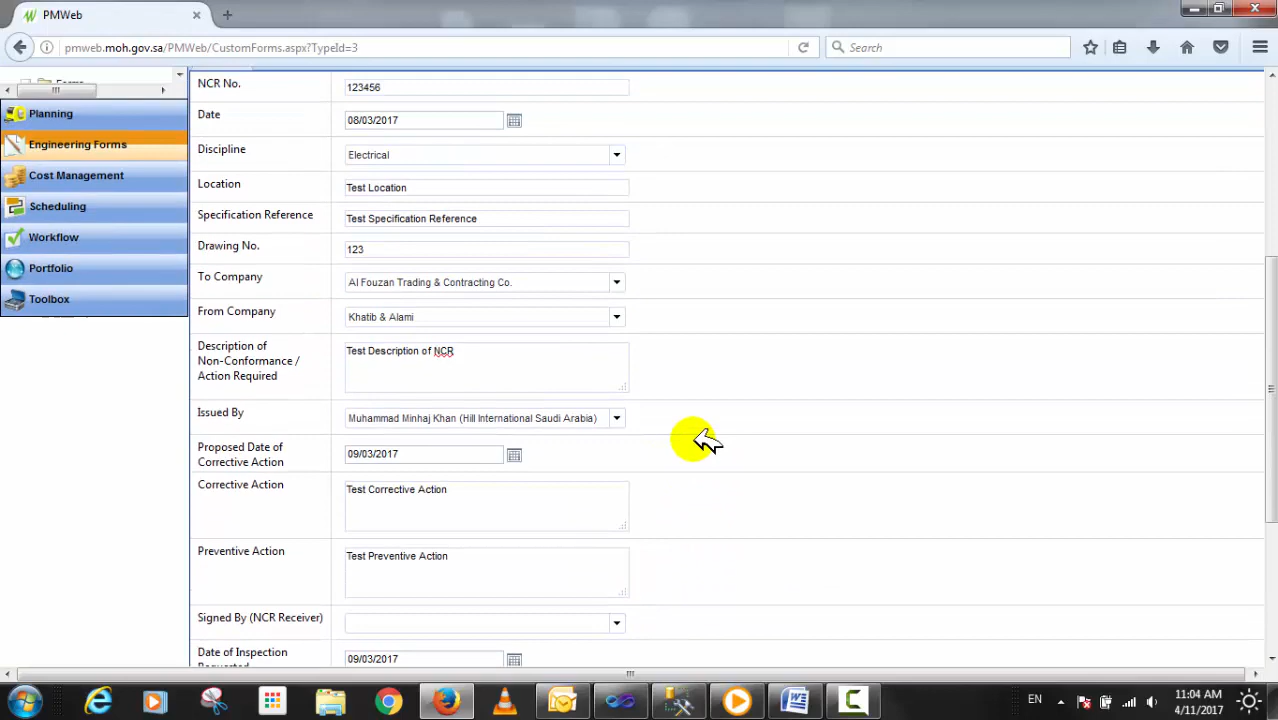 PMWeb
pmweb.moh.gov.sa/PMWeb/CustomForms.aspx?TypeId=3
Search
Planning
Engineering Forms
Cost Management
Scheduling
Workflow
Portfolio
Toolbox
NCR No.
123456
Date
08/03/2017
Discipline
Electrical
Location
Test Location
Specification Reference
Test Specification Reference
Drawing No.
123
To Company
Al Fouzan Trading & Contracting Co.
From Company
Khatib & Alami
Description of
Non-Conformance /
Action Required
Test Description of NCR
Issued By
Muhammad Minhaj Khan (Hill International Saudi Arabia)
Proposed Date of
Corrective Action
09/03/2017
Corrective Action
Test Corrective Action
Preventive Action
Test Preventive Action
Signed By (NCR Receiver)
Date of Inspection
09/03/2017
EN
11:04 AM
4/11/2017